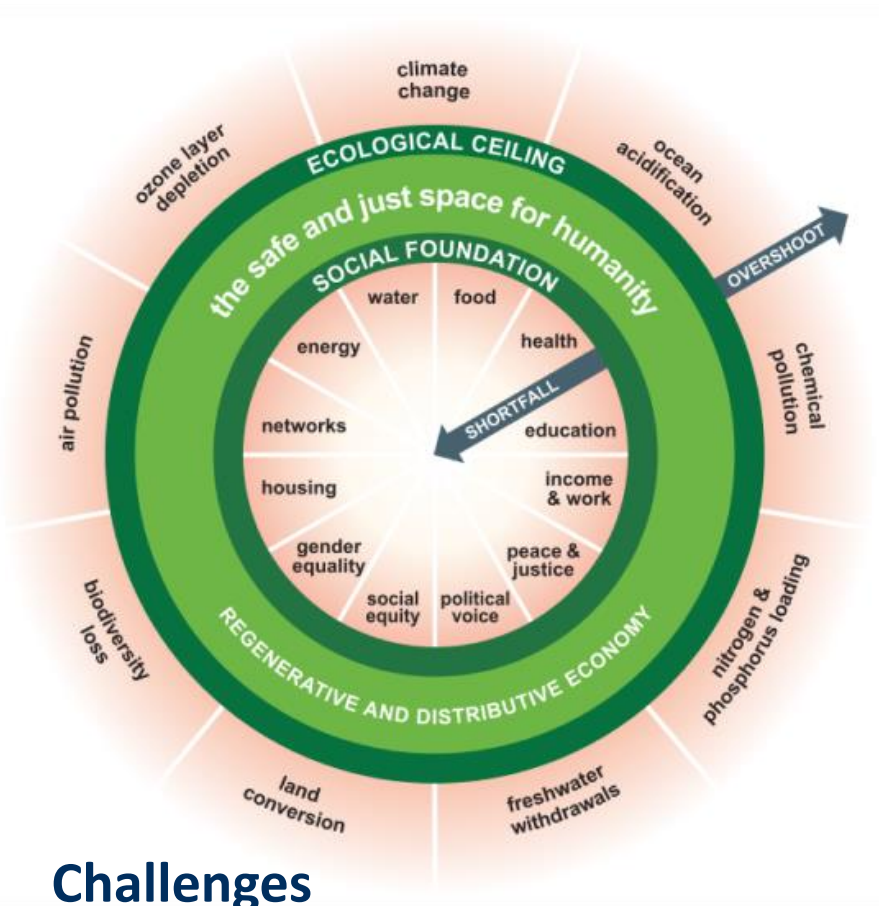 climate
change
ozone layer
depletion
ocean
acidification
ECOLOGICAL CEILING
the safe and just space for humanity
OVERSHOOT
SOCIAL FOUNDATION
water
food
energy
health
SHORTFALL
networks
education
housing
income
& work
gender
equality
peace &
justice
social
equity
political
voice
air pollution
chemical
pollution
REGENERATIVE AND DISTRIBUTIVE ECONOMY
biodiversity
loss
nitrogen &
phosphorus loading
land
conversion
freshwater
withdrawals
Challenges